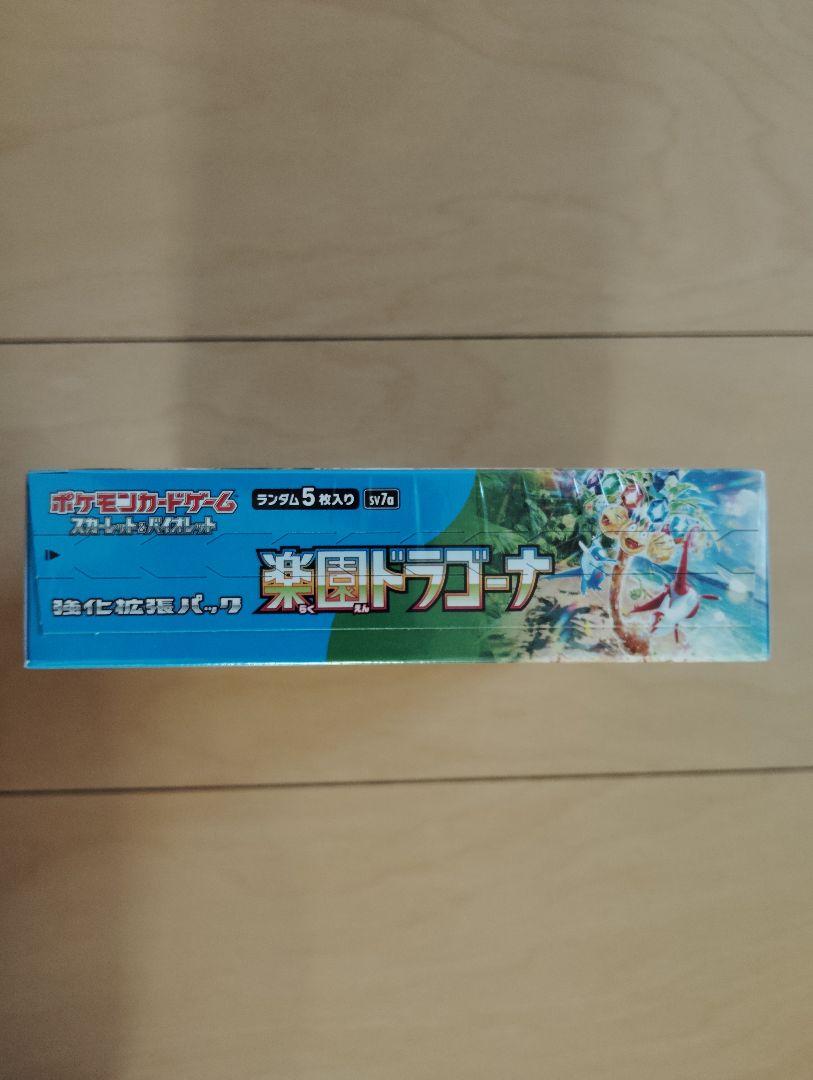 ポケモンカードゲーム
スカーレット&バイオレット
ランダム5枚入り
sv7a
強化拡張パック
楽園ドラゴーナ
らく えん